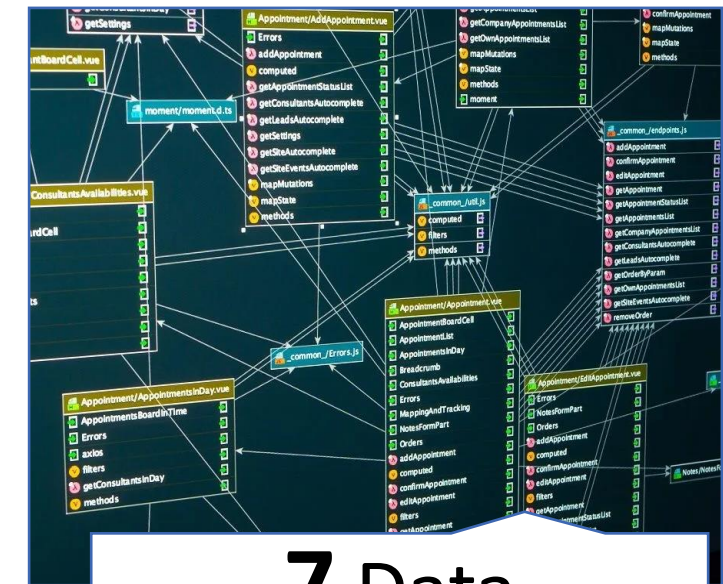 getSettings
ntBoardCell.vue
moment/moment.d.ts
Appointment/AddAppointment.vue
Errors
addAppointment
computed
getAppointmentStatusList
getConsultantsAutocomplete
getLeadsAutocomplete
getSettings
getSiteAutocomplete
getSiteEventsAutocomplete
mapMutations
mapState
methods
getCompanyAppointmentsList
getOwnAppointmentsList
mapMutations
mapState
methods
moment
confirmAppointment
mapMutations
mapState
methods
_common_/endpoints.js
addAppointment
confirmAppointment
editAppointment
getAppointment
getAppointmentStatusList
getAppointmentsList
getCompanyAppointmentsList
getConsultantsAutocomplete
getLeadsAutocomplete
getOrderByParam
getOwnAppointmentsList
getSiteEventsAutocomplete
removeOrder
ConsultantsAvailabilities.vue
rdCell
ts
_common_/util.js
computed
filters
methods
_common_/Errors.js
Appointment/Appointment.vue
AppointmentBoardCell
AppointmentList
AppointmentsInDay
Breadcrumb
ConsultantsAvailabilities
Errors
MappingAndTracking
NotesFormPart
Orders
addAppointment
computed
confirmAppointment
editAppointment
filters
getAppointment
Appointment/EditAppointment.vue
Errors
NotesFormPart
Orders
addAppointment
computed
confirmAppointment
editAppointment
filters
getAppointment
Appointment/AppointmentsInDay.vue
AppointmentsBoardInTime
Errors
axios
filters
getConsultantsInDay
methods
Notes/NotesF
7 Data